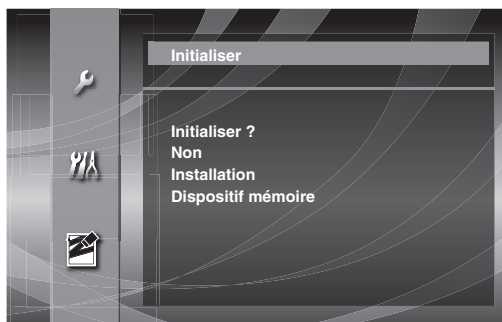 Initialiser
Initialiser ?
Non
Installation
Dispositif mémoire